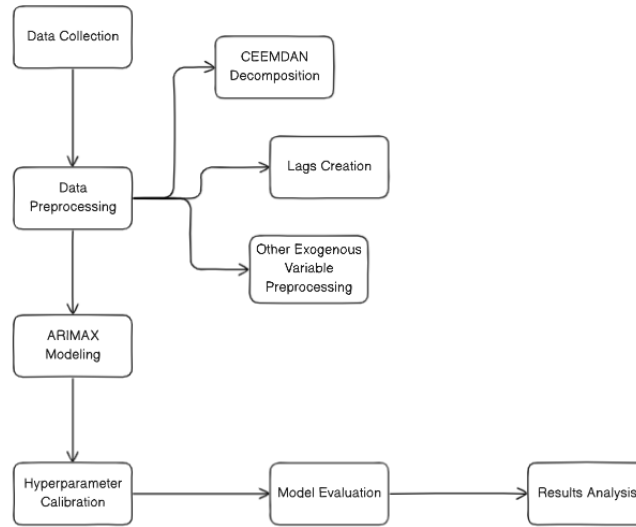 Data Collection
CEEMDAN
Decomposition
Lags Creation
Data
Preprocessing
Other Exogenous
Variable
Preprocessing
ARIMAX
Modeling
Hyperparameter
Calibration
Model Evaluation
Results Analysis